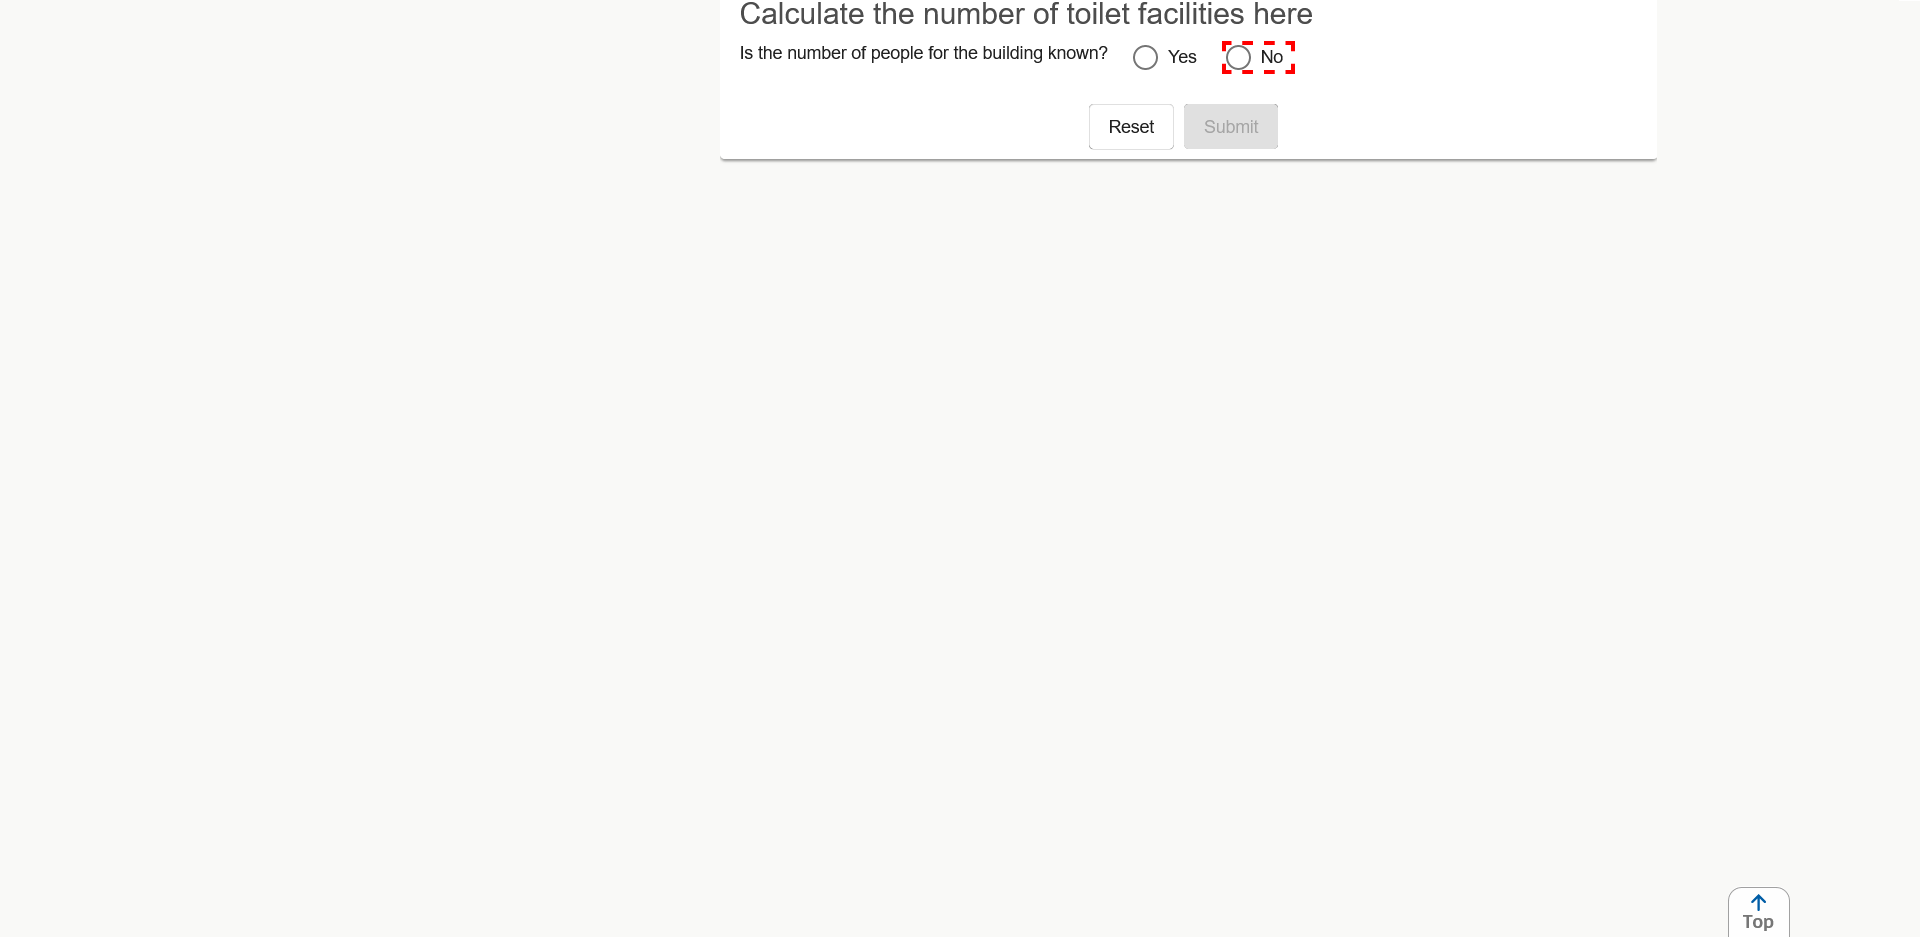 Calculate the number of toilet facilities here
Is the number of people for the building known? Yes No
Reset Submit
Top